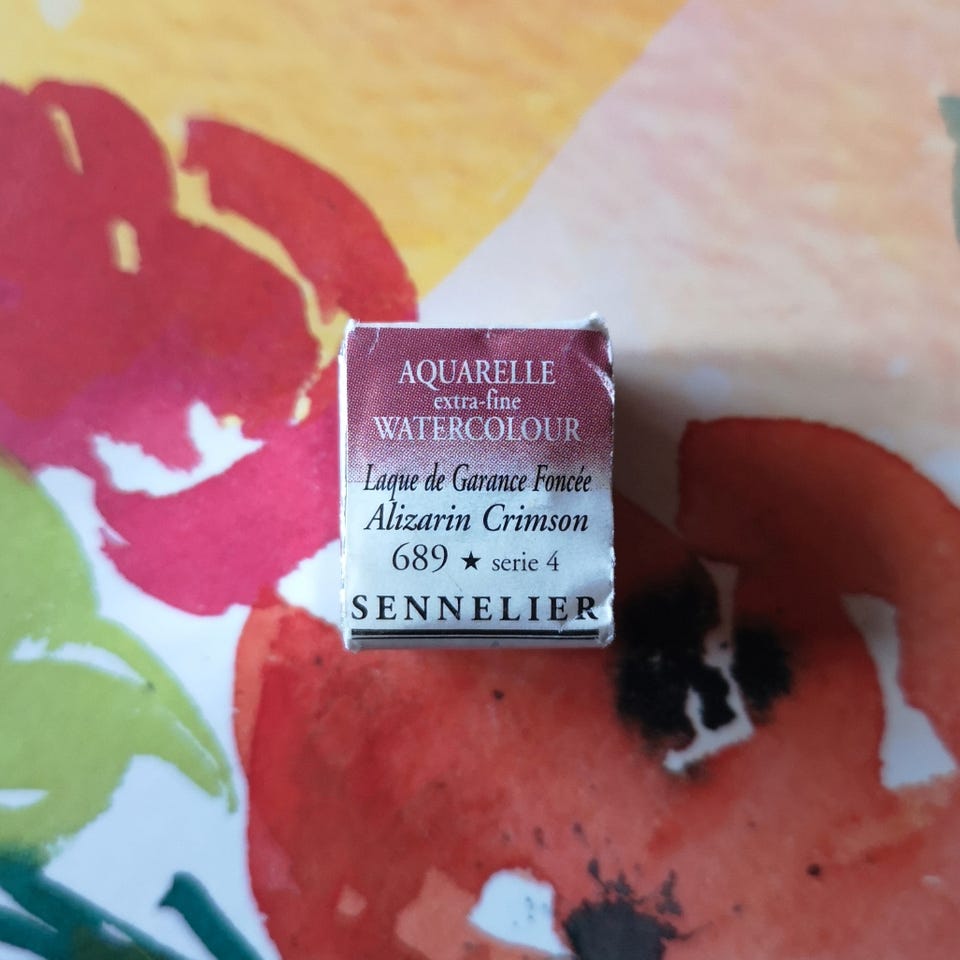 AQUARELLE
extra-fine
WATERCOLOUR
Laque de Garance Foncée
Alizarin Crimson
689 ★ serie 4
SENNELIER